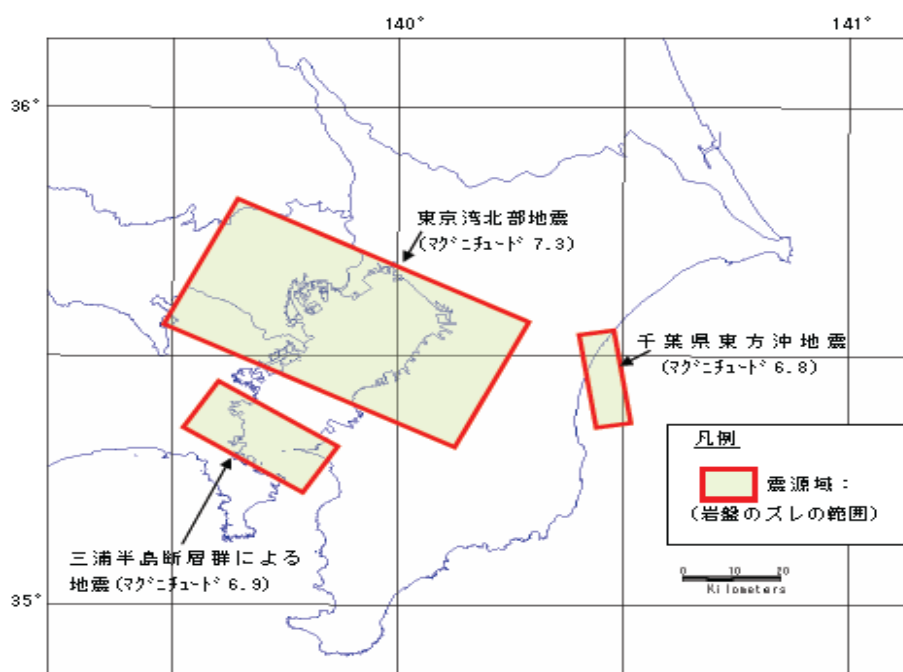 140°
141°
36°
東京湾北部地震
(ﾏｸﾞﾆﾁｭｰﾄﾞ 7.3)
千葉県東方沖地震
(ﾏｸﾞﾆﾁｭｰﾄﾞ 6.8)
凡例
震源域:
(岩盤のズレの範囲)
三浦半島断層群による
地震(ﾏｸﾞﾆﾁｭｰﾄﾞ 6.9)
0 10 20
Kilometers
35°